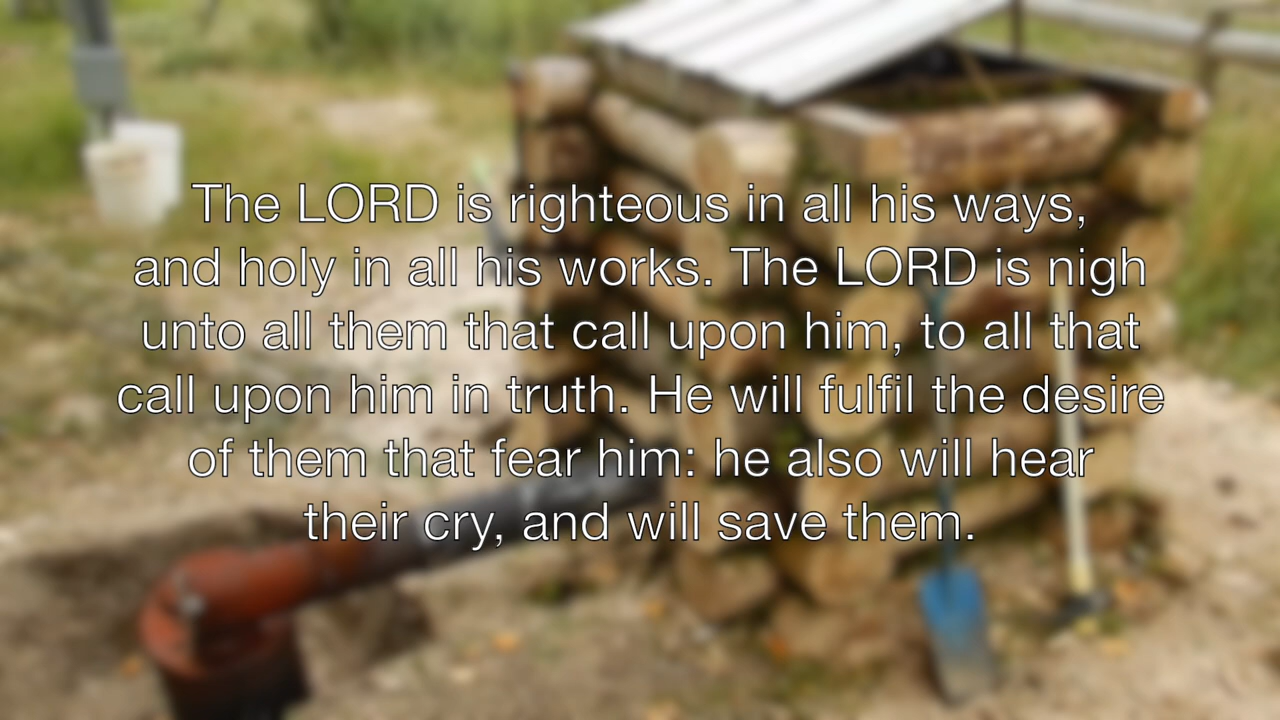 The LORD is righteous in all his ways,
and holy in all his works. The LORD is nigh
unto all them that call upon him, to all that
call upon him in truth. He will fulfil the desire
of them that fear him: he also will hear
their cry, and will save them.